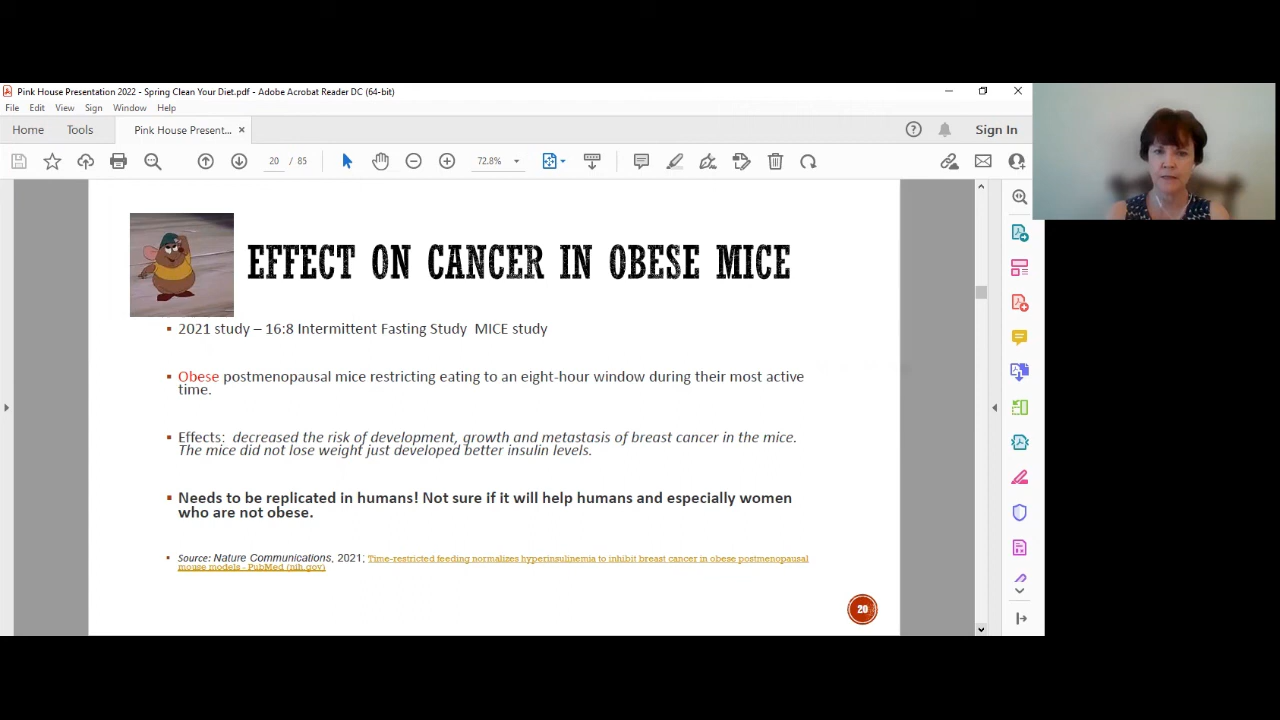 Pink House Presentation 2022 - Spring Clean Your Diet.pdf - Adobe Acrobat Reader DC (64-bit)
File Edit View Sign Window Help
Home Tools Pink House Present... Sign In
20 / 85 72.8%
EFFECT ON CANCER IN OBESE MICE
2021 study – 16:8 Intermittent Fasting Study MICE study
Obese postmenopausal mice restricting eating to an eight-hour window during their most active
time.
Effects: decreased the risk of development, growth and metastasis of breast cancer in the mice.
The mice did not lose weight just developed better insulin levels.
Needs to be replicated in humans! Not sure if it will help humans and especially women
who are not obese.
Source: Nature Communications, 2021; Time-restricted feeding normalizes hyperinsulinemia to inhibit breast cancer in obese postmenopausal
mouse models - PubMed (nih.gov)
20